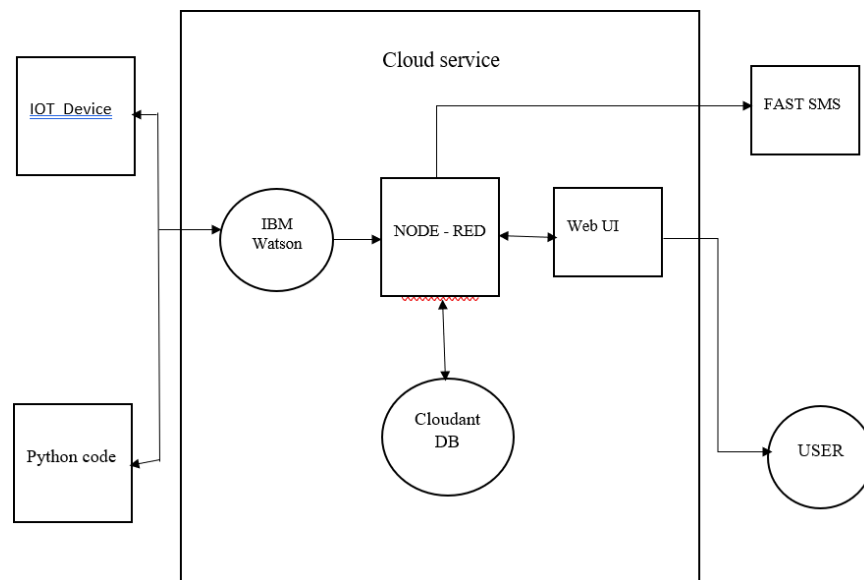 Cloud service
IOT  Device
FAST SMS
IBM
Watson
NODE - RED
Web UI
Cloudant
DB
Python code
USER